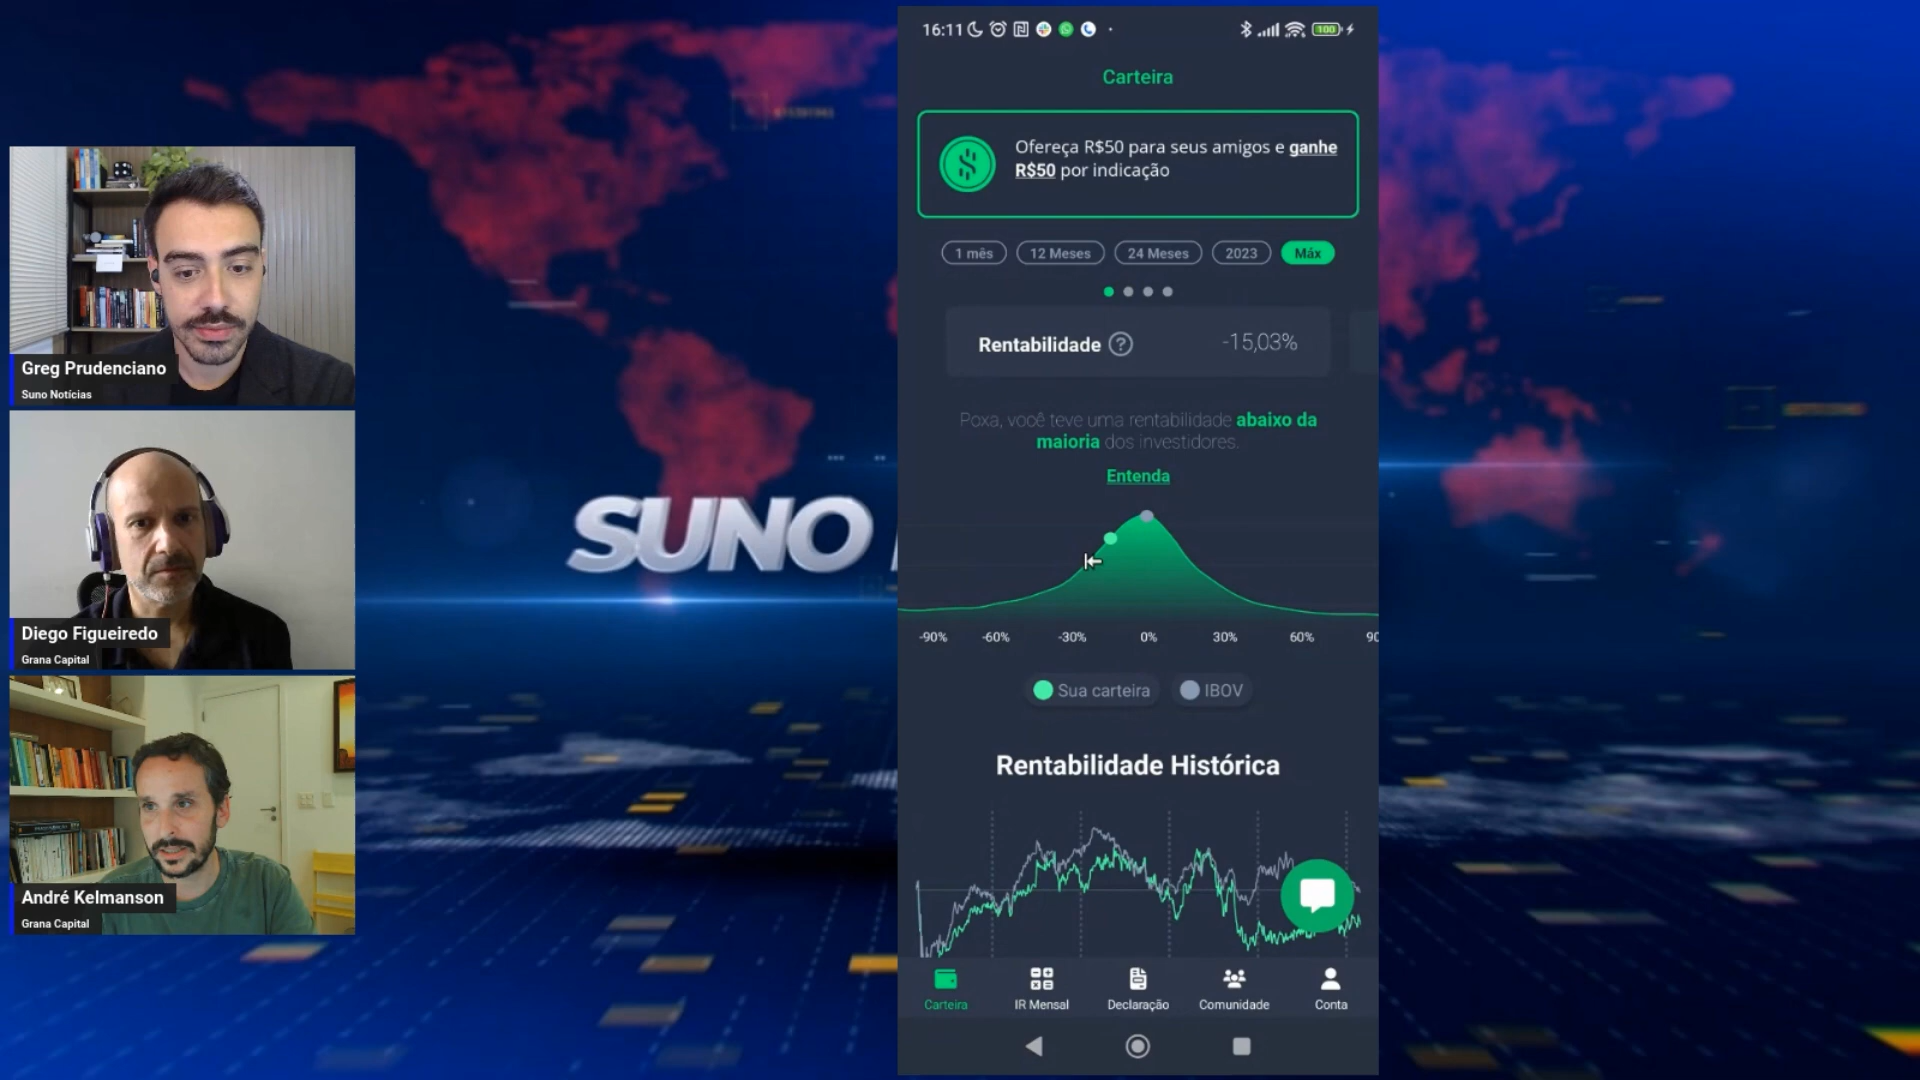 Greg Prudenciano
Suno Notícias
Diego Figueiredo
Grana Capital
André Kelmanson
Grana Capital
SUNO
16:11
100
Carteira
Ofereça R$50 para seus amigos e ganhe
R$50 por indicação
1 mês
12 Meses
24 Meses
2023
Máx
Rentabilidade ?
-15,03%
Poxa, você teve uma rentabilidade abaixo da
maioria dos investidores.
Entenda
-90%
-60%
-30%
0%
30%
60%
90
Sua carteira
IBOV
Rentabilidade Histórica
Carteira
IR Mensal
Declaração
Comunidade
Conta